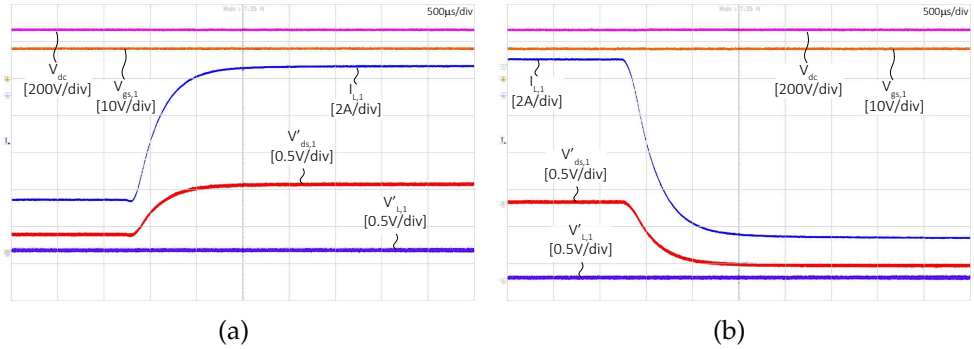 500µs/div
V_dc
[200V/div]
V_gs,1
[10V/div]
I_L,1
[2A/div]
V'_ds,1
[0.5V/div]
V'_L,1
[0.5V/div]
(a)
500µs/div
I_L,1
[2A/div]
V_dc
[200V/div]
V_gs,1
[10V/div]
V'_ds,1
[0.5V/div]
V'_L,1
[0.5V/div]
(b)